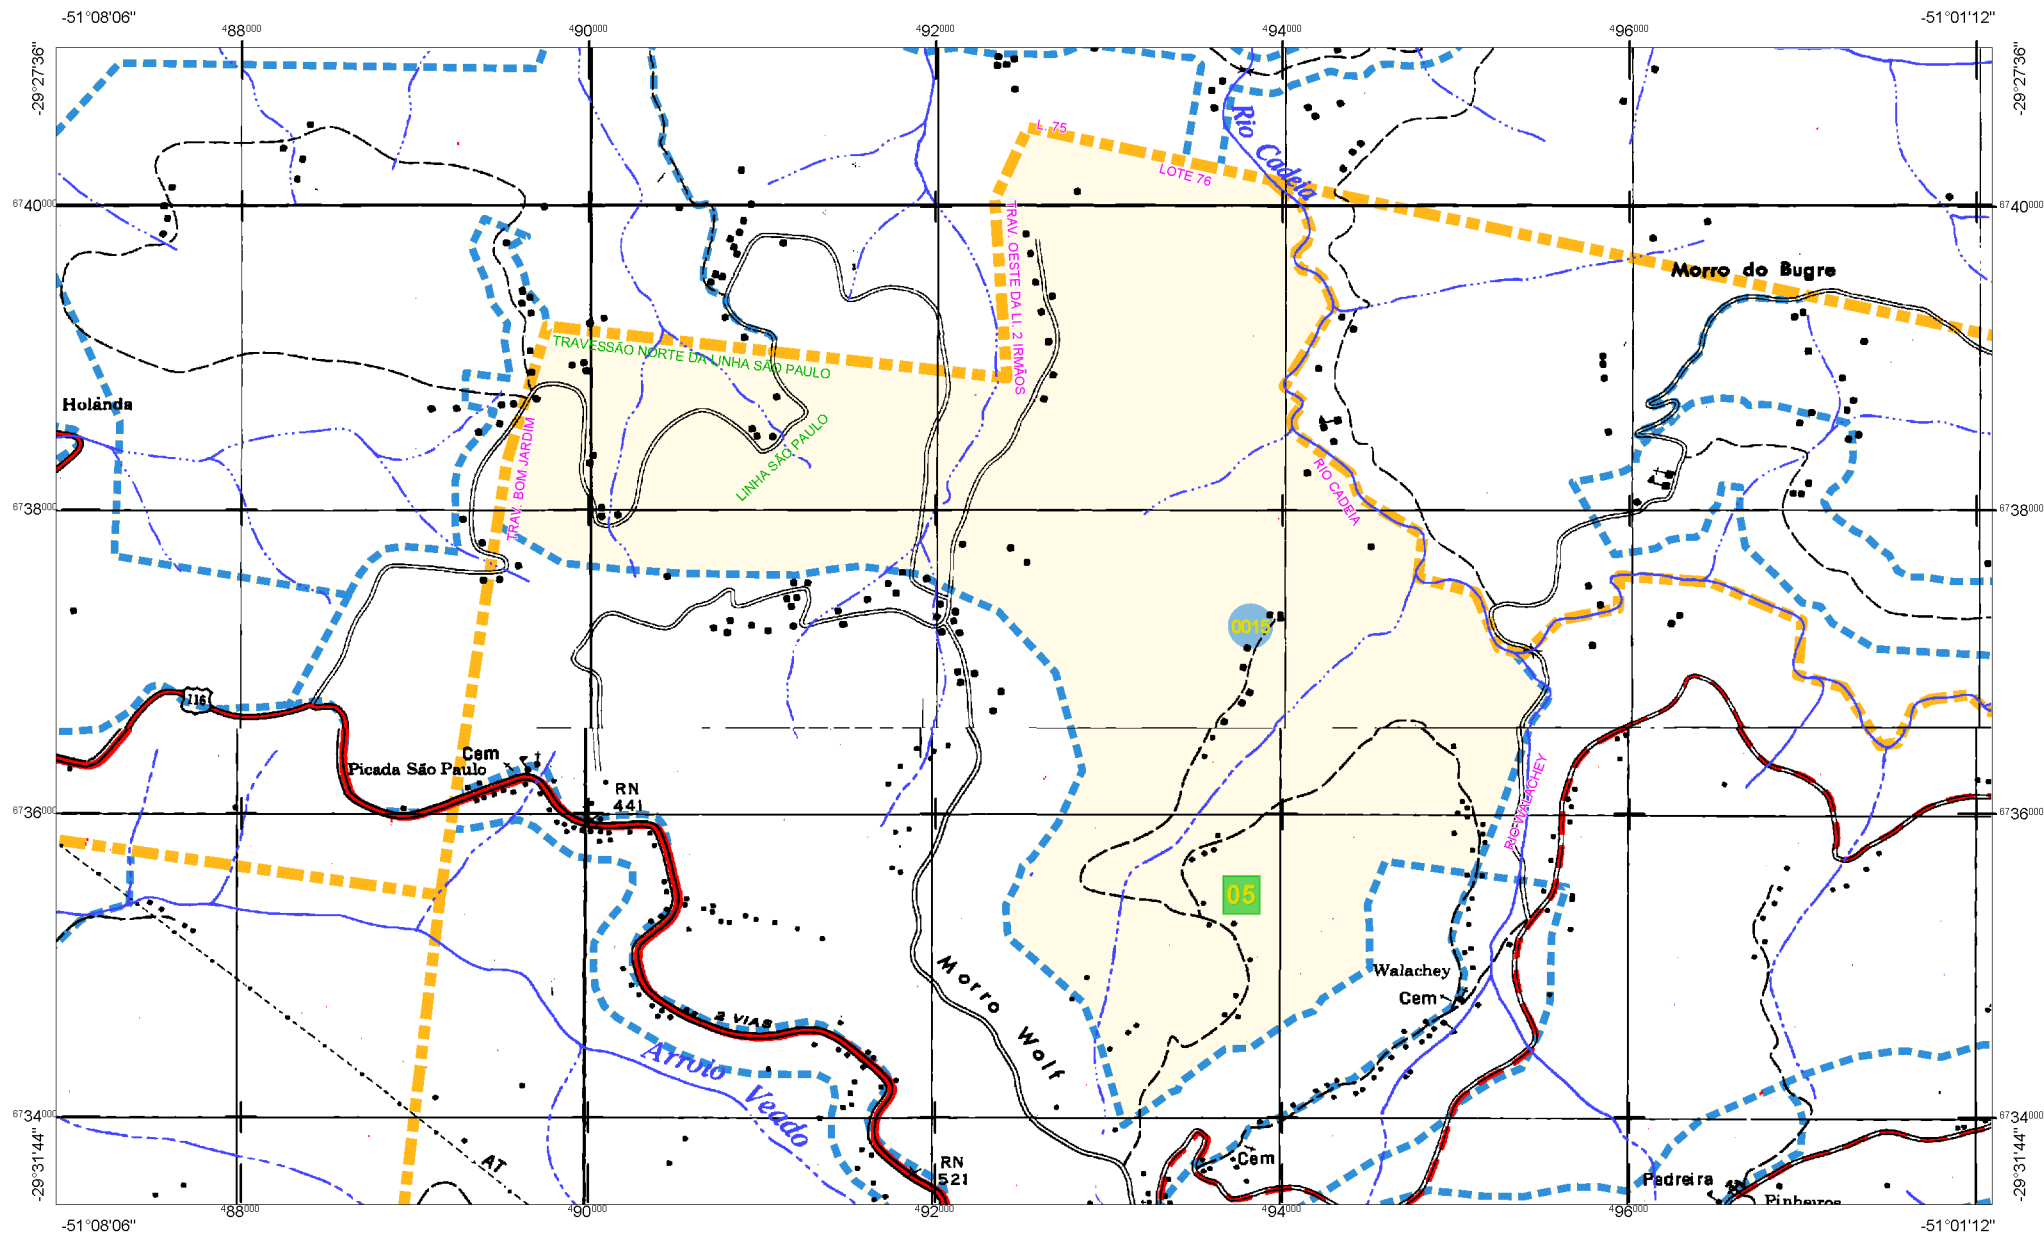 -51°08'06" 488000 490000 492000 494000 496000 -51°01'12"
-29°27'36"
-29°27'36"
L. 75
Rio Cadeia
LOTE 76
6740000
6740000
TRAV. OESTE DA LI. 2 IRMÃOS
Morro do Bugre
TRAVESSÃO NORTE DA LINHA SÃO PAULO
Holanda
TRAV. BOM JARDIM
LINHA SÃO PAULO
RIO CADEIA
6738000
6738000
0015
116
Cem
Picada São Paulo
RN
441
RIO WALACHEY
6736000
6736000
05
Morro Wolf
Walachey
Cem
2 VIAS
Arroio Veado
6734000
6734000
AT
RN
521
Cem
Pedreira
Pinheiros
-29°31'44"
-29°31'44"
-51°08'06" 488000 490000 492000 494000 496000 -51°01'12"